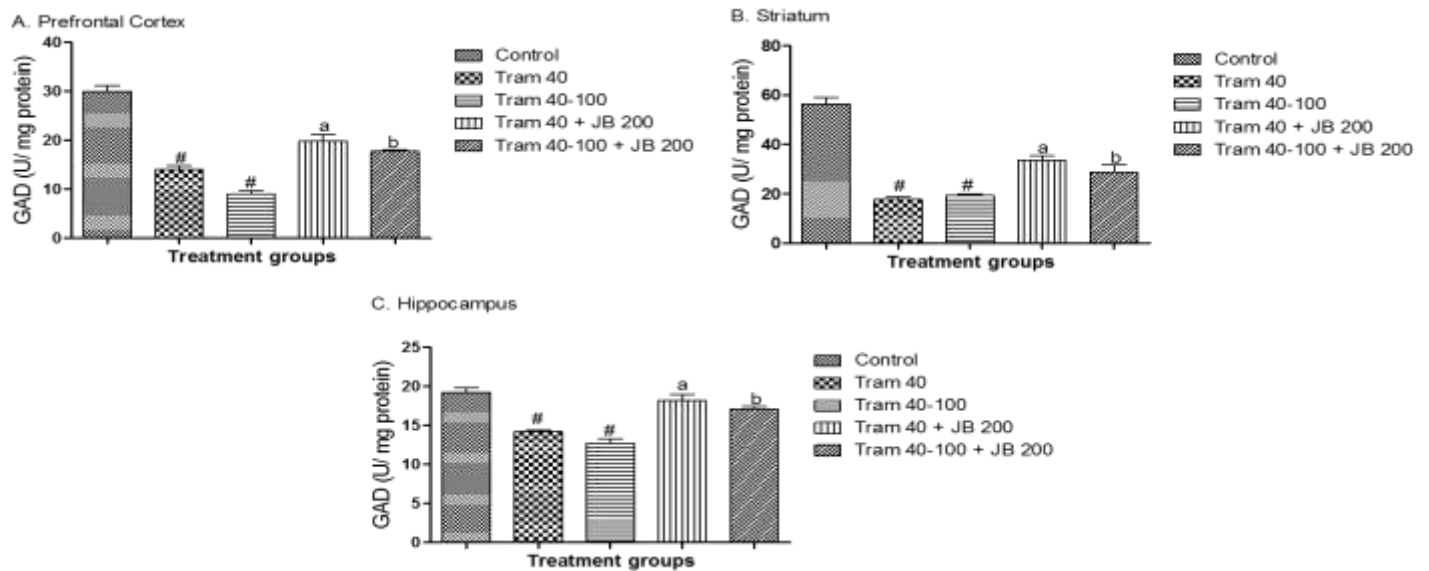 A. Prefrontal Cortex
GAD (U/ mg protein)
40
30
20
10
0
#
#
a
b
Treatment groups
Control
Tram 40
Tram 40-100
Tram 40 + JB 200
Tram 40-100 + JB 200
B. Striatum
GAD (U/ mg protein)
80
60
40
20
0
#
#
a
b
Treatment groups
Control
Tram 40
Tram 40-100
Tram 40 + JB 200
Tram 40-100 + JB 200
C. Hippocampus
GAD (U/ mg protein)
25
20
15
10
5
0
#
#
a
b
Treatment groups
Control
Tram 40
Tram 40-100
Tram 40 + JB 200
Tram 40-100 + JB 200